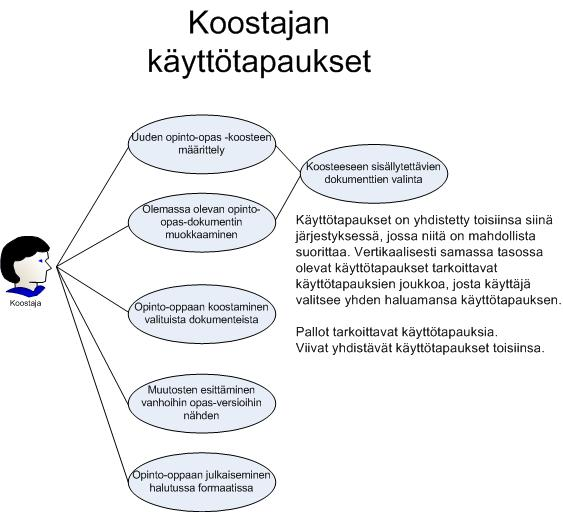 Koostajan
käyttötapaukset
Uuden opinto-opas -koosteen
määrittely
Koosteeseen sisällytettävien
dokumenttien valinta
Olemassa olevan opinto-
opas-dokumentin
muokkaaminen
Koostaja
Opinto-oppaan koostaminen
valituista dokumenteista
Muutosten esittäminen
vanhoihin opas-versioihin
nähden
Opinto-oppaan julkaiseminen
halutussa formaatissa
Käyttötapaukset on yhdistetty toisiinsa siinä
järjestyksessä, jossa niitä on mahdollista
suorittaa. Vertikaalisesti samassa tasossa
olevat käyttötapaukset tarkoittavat
käyttötapauksien joukkoa, josta käyttäjä
valitsee yhden haluamansa käyttötapauksen.
Pallot tarkoittavat käyttötapauksia.
Viivat yhdistävät käyttötapaukset toisiinsa.